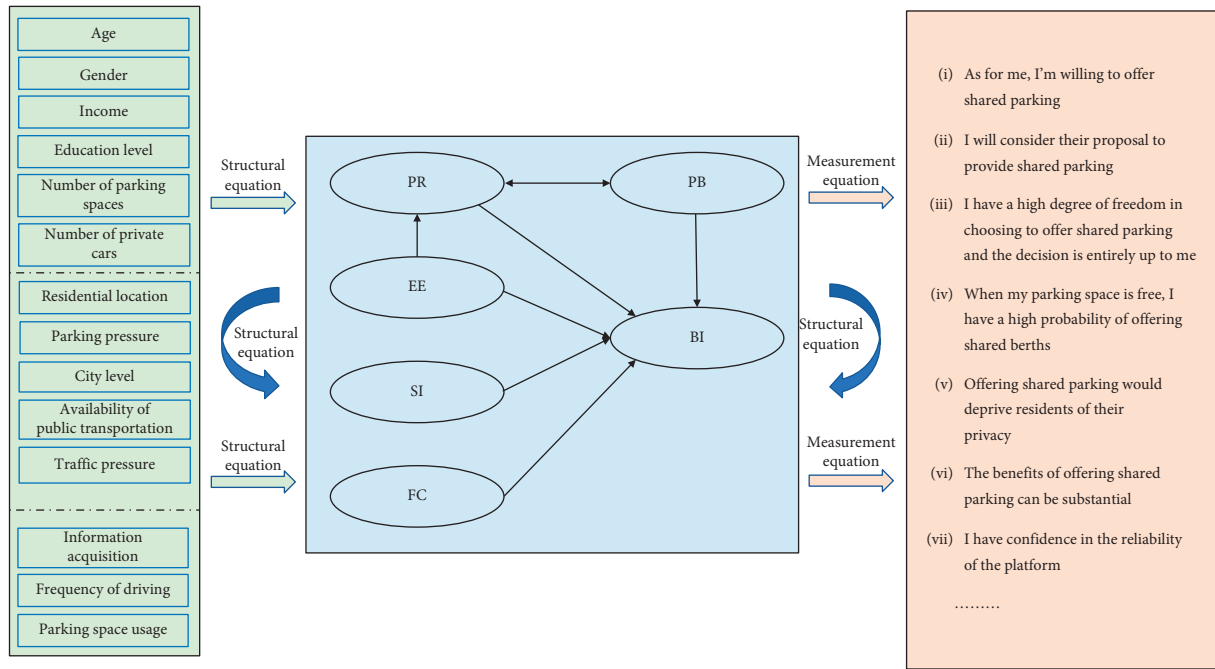 Age
Gender
Income
Education level
Number of parking
spaces
Number of private
cars
Residential location
Parking pressure
City level
Availability of
public transportation
Traffic pressure
Information
acquisition
Frequency of driving
Parking space usage
Structural
equation
Structural
equation
Structural
equation
PR
PB
EE
BI
SI
FC
Measurement
equation
Structural
equation
Measurement
equation
(i) As for me, I'm willing to offer
shared parking
(ii) I will consider their proposal to
provide shared parking
(iii) I have a high degree of freedom in
choosing to offer shared parking
and the decision is entirely up to me
(iv) When my parking space is free, I
have a high probability of offering
shared berths
(v) Offering shared parking would
deprive residents of their
privacy
(vi) The benefits of offering shared
parking can be substantial
(vii) I have confidence in the reliability
of the platform
.........